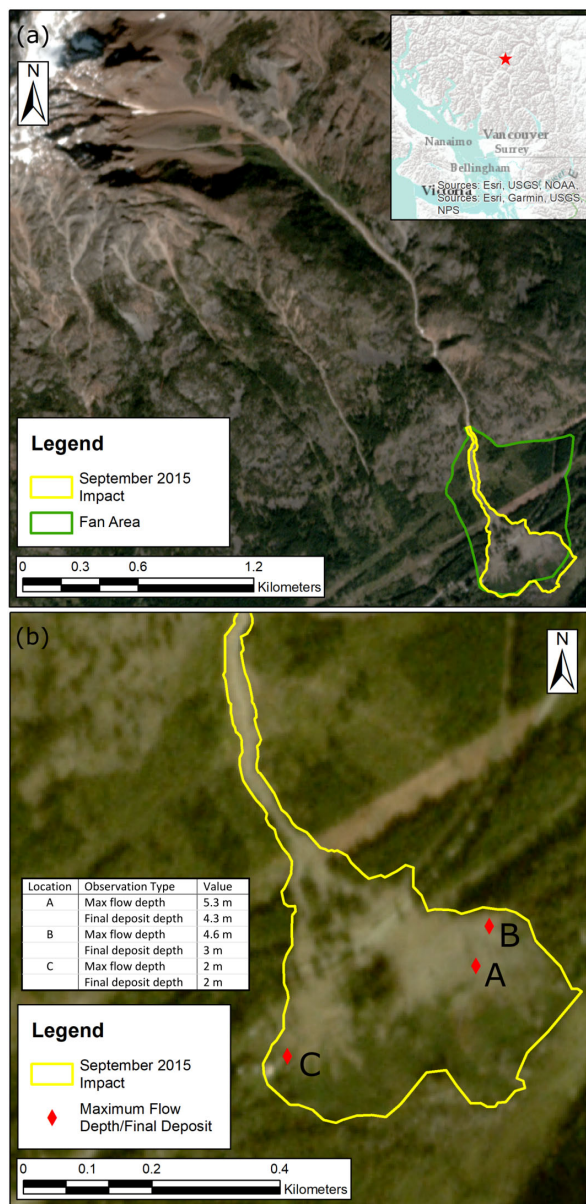 (a)
N
Nanaimo
Vancouver
Surrey
Bellingham
Victoria
E
Sources: Esri, USGS, NOAA,
Sources: Esri, Garmin, USGS,
NPS
Legend
September 2015
Impact
Fan Area
0 0.3 0.6 1.2
Kilometers
(b)
N
Location Observation Type Value
A Max flow depth 5.3 m
Final deposit depth 4.3 m
B Max flow depth 4.6 m
Final deposit depth 3 m
C Max flow depth 2 m
Final deposit depth 2 m
B
A
C
Legend
September 2015
Impact
Maximum Flow
Depth/Final Deposit
0 0.1 0.2 0.4
Kilometers